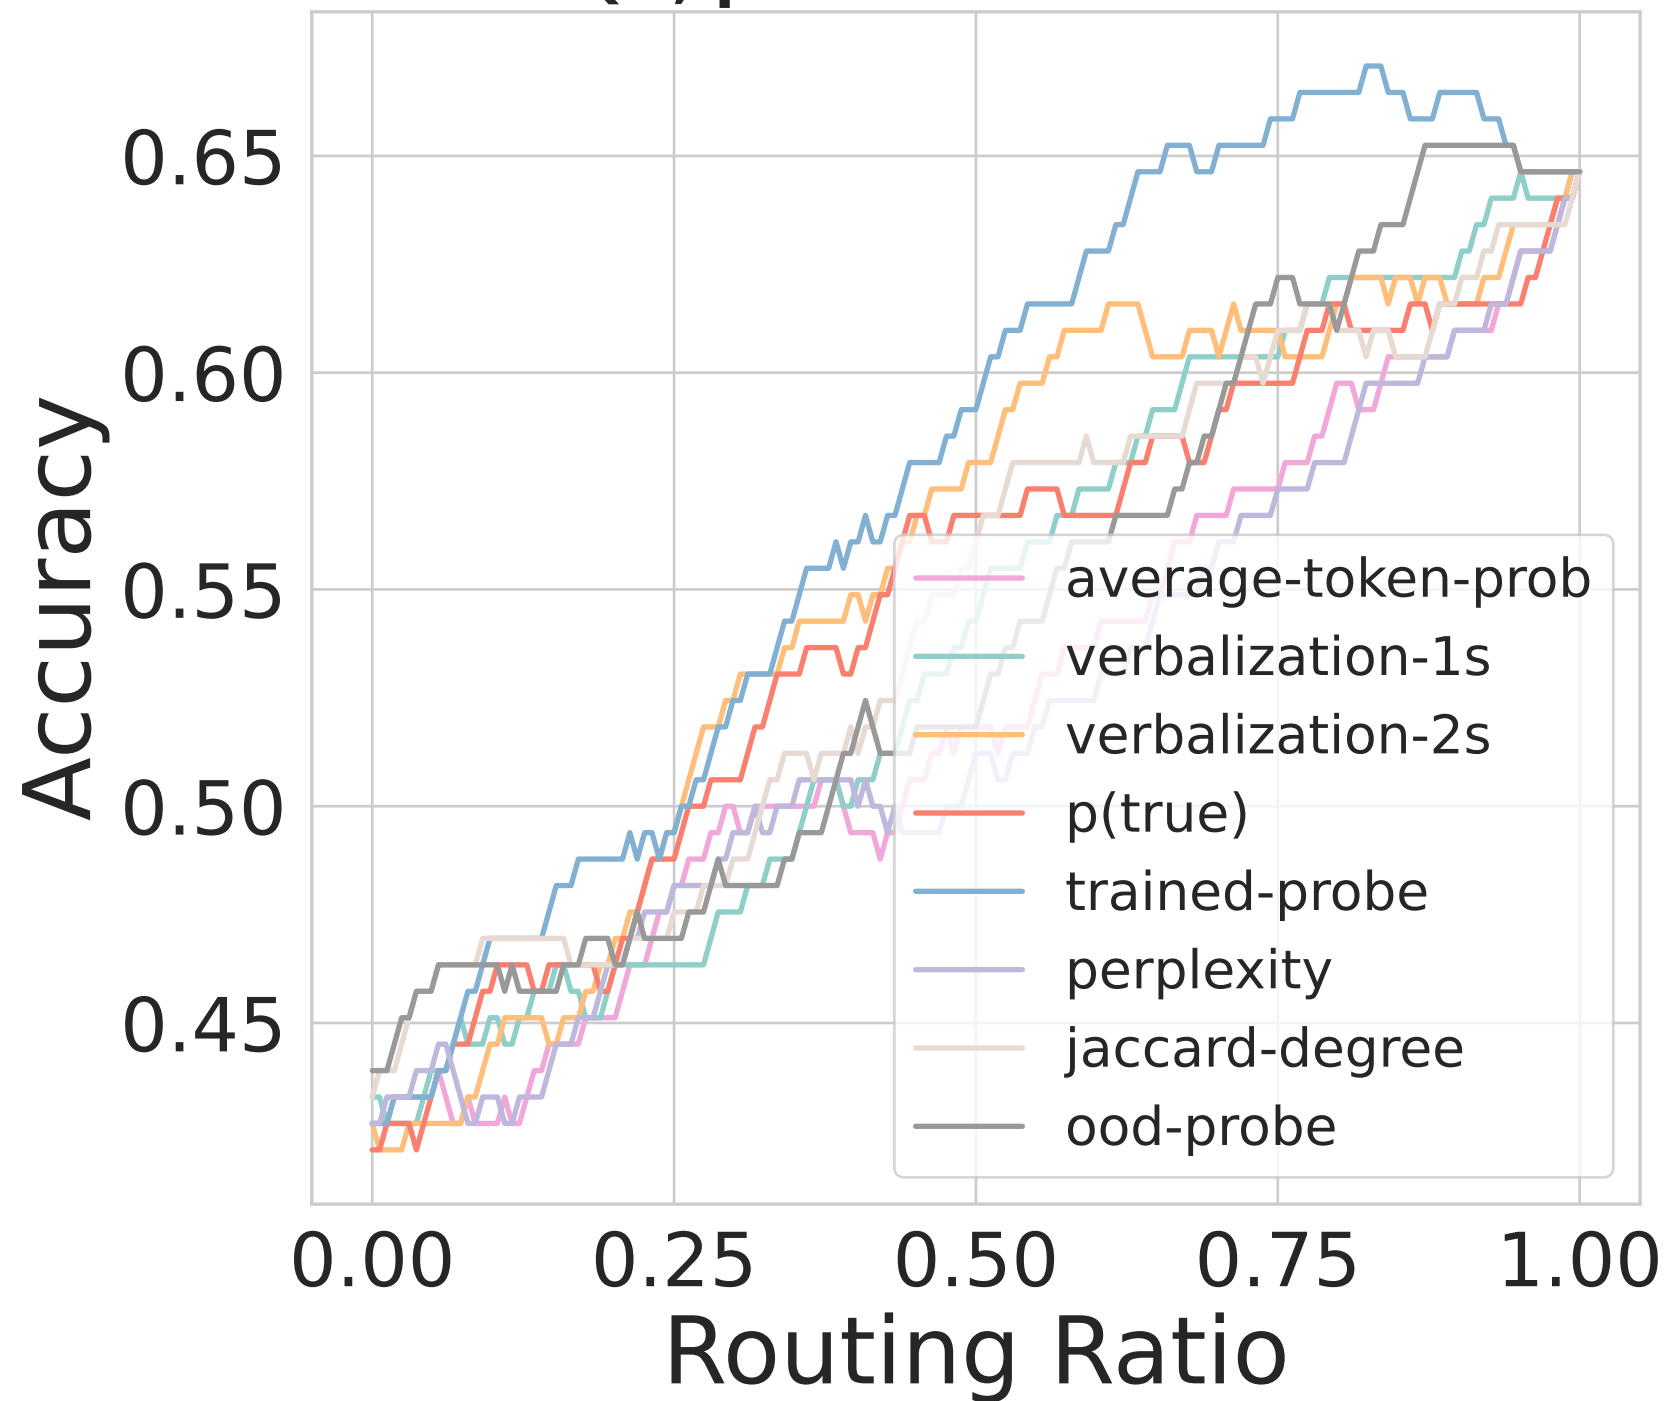 0.65
0.60
0.55
0.50
0.45
Accuracy
average-token-prob
verbalization-1s
verbalization-2s
p(true)
trained-probe
perplexity
jaccard-degree
ood-probe
0.00 0.25 0.50 0.75 1.00
Routing Ratio